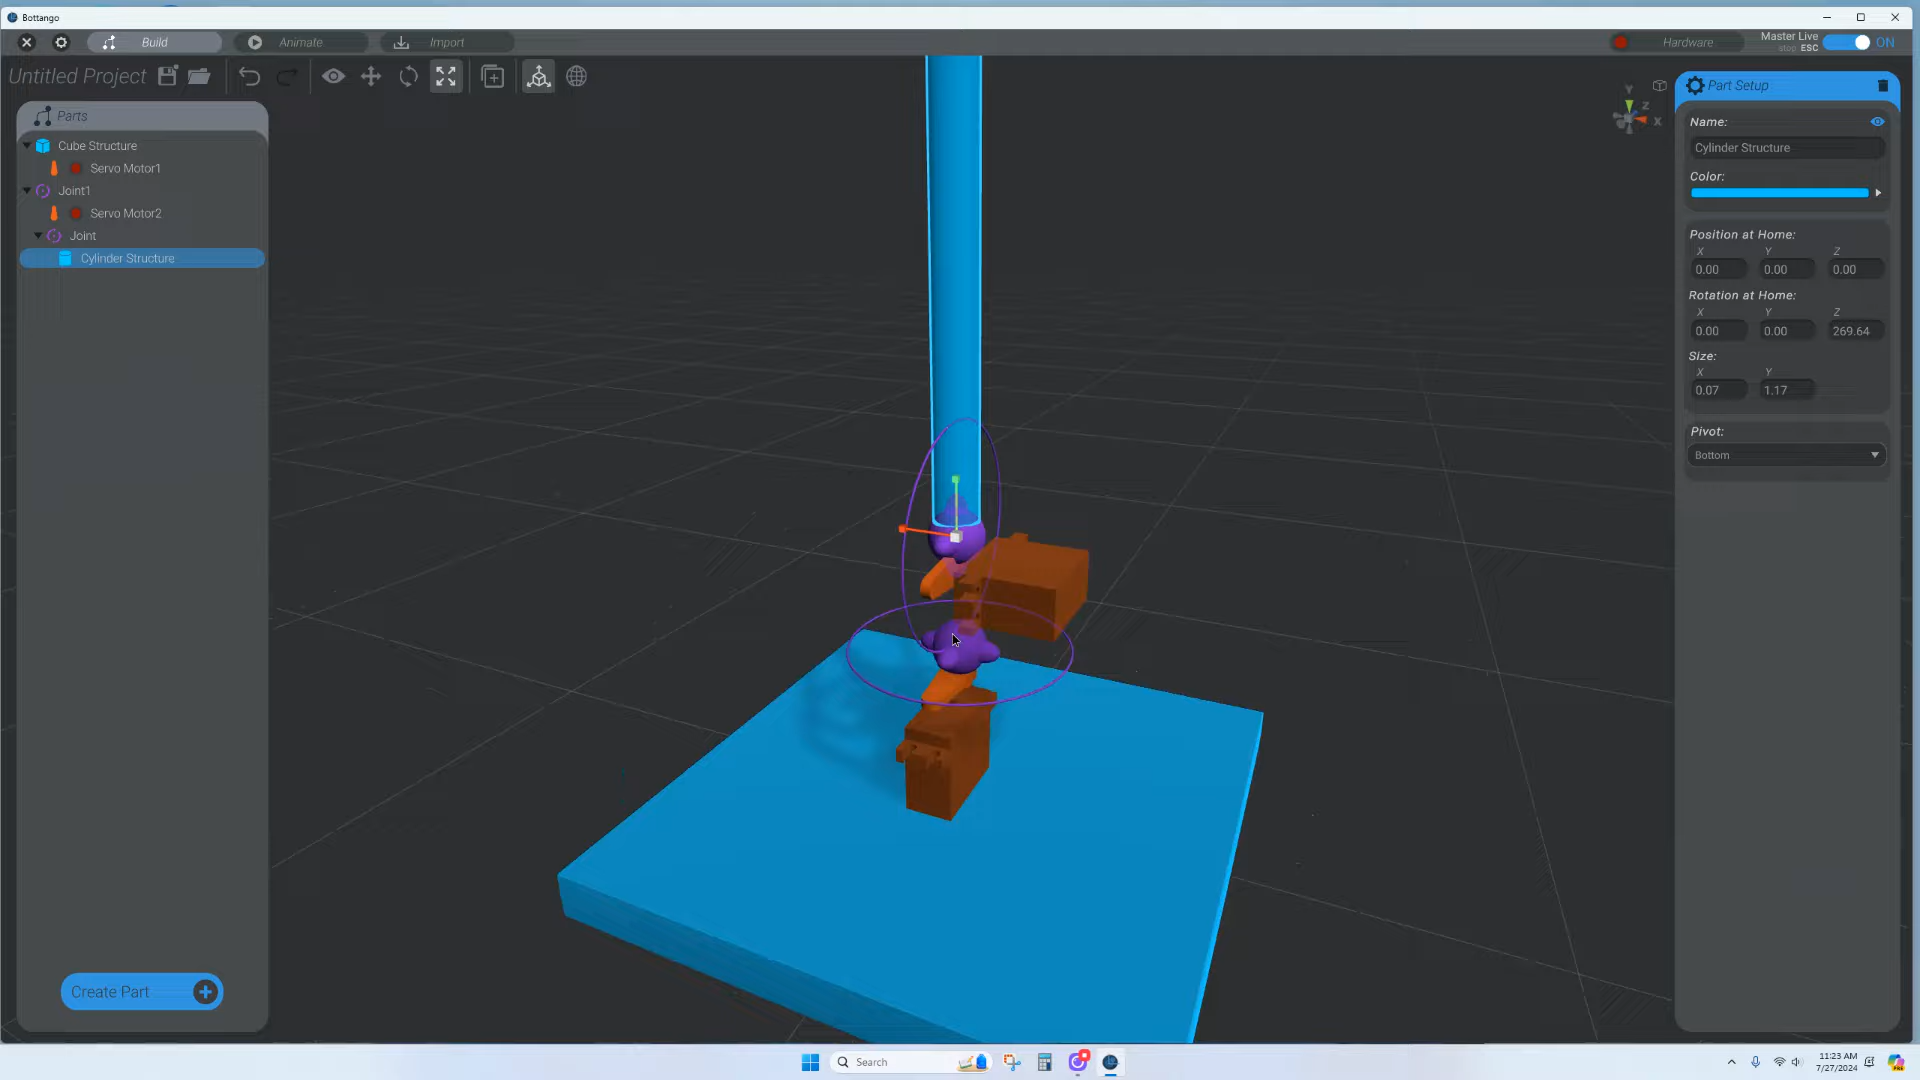 Bottango
Build
Animate
Import
Hardware
Master Live
stop ESC
ON
Untitled Project
Parts
Cube Structure
Servo Motor1
Joint1
Servo Motor2
Joint
Cylinder Structure
Create Part
Y
Z
X
Part Setup
Name:
Cylinder Structure
Color:
Position at Home:
X Y Z
0.00 0.00 0.00
Rotation at Home:
X Y Z
0.00 0.00 269.64
Size:
X Y
0.07 1.17
Pivot:
Bottom
Search
11:23 AM
7/27/2024